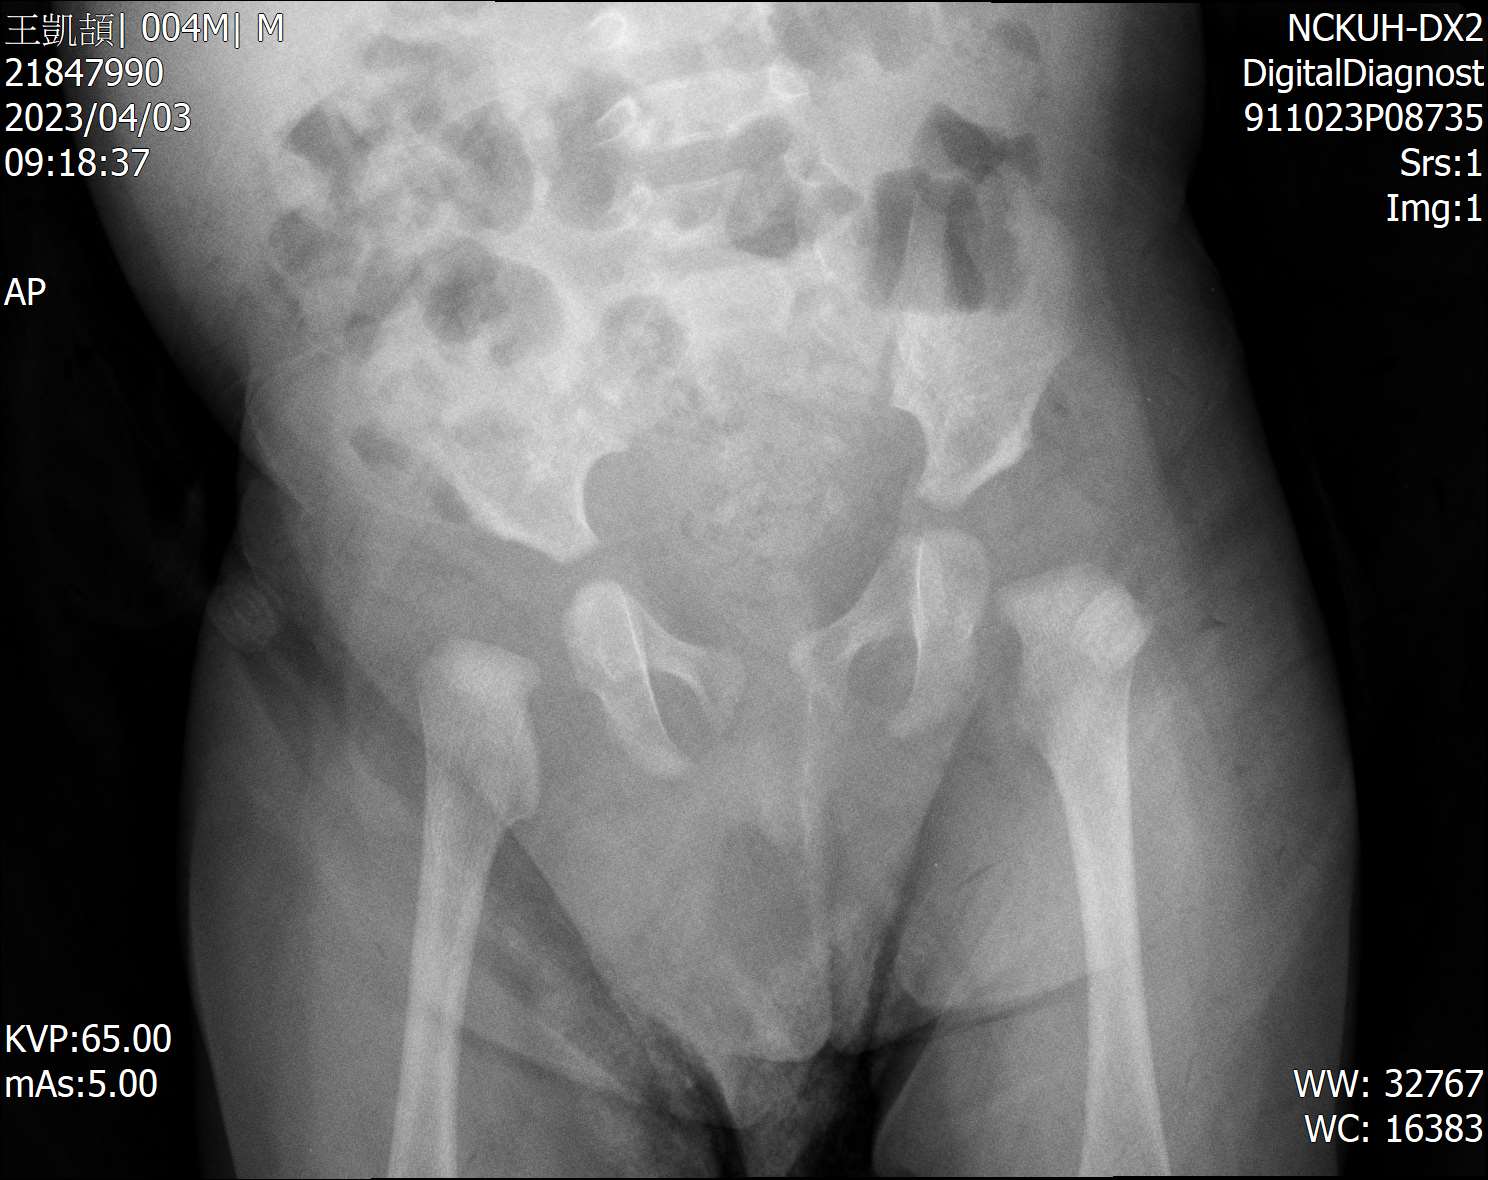 王凱頡| 004M| M
21847990
2023/04/03
09:18:37
AP
NCKUH-DX2
DigitalDiagnost
911023P08735
Srs:1
Img:1
KVP:65.00
mAs:5.00
WW: 32767
WC: 16383